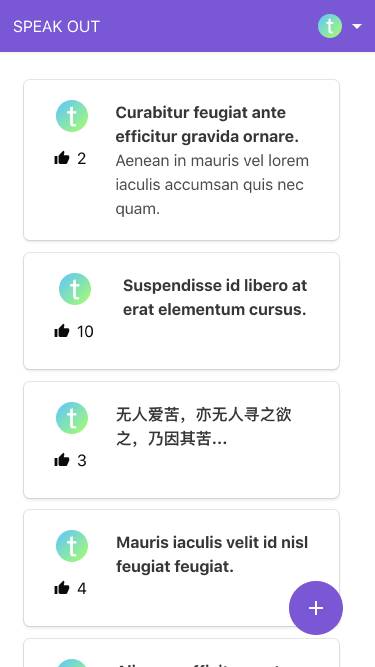 SPEAK OUT
t
t
Curabitur feugiat ante
efficitur gravida ornare.
Aenean in mauris vel lorem
iaculis accumsan quis nec
quam.
2
t
Suspendisse id libero at
erat elementum cursus.
10
t
无人爱苦，亦无人寻之欲
之，乃因其苦...
3
t
Mauris iaculis velit id nisl
feugiat feugiat.
4
+